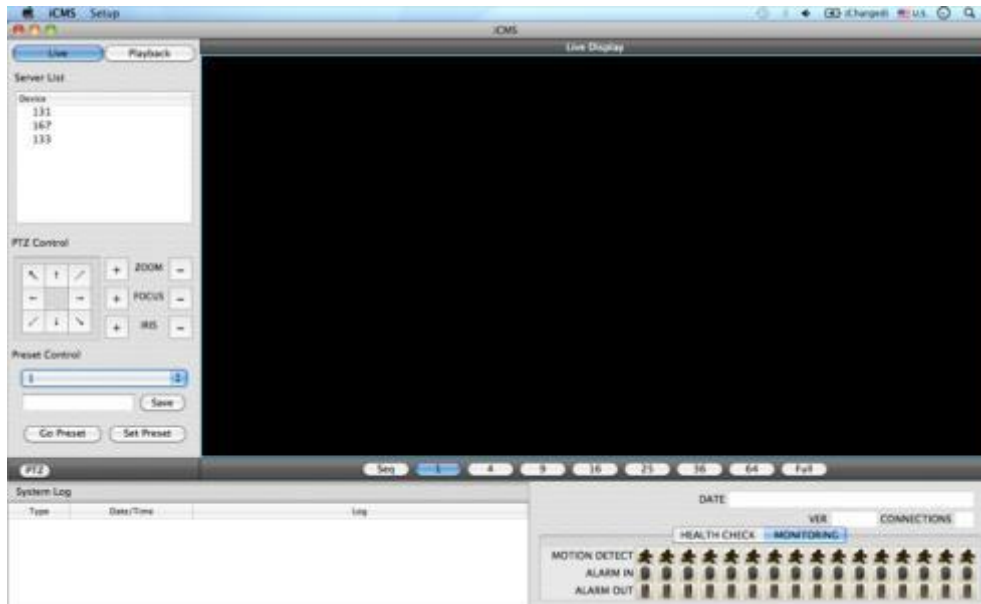 iCMS Setup
(Charged) U.S.
iCMS
Live Playback
Live Display
Server List
Device
131
167
133
PTZ Control
ZOOM
+ -
FOCUS
+ -
IRIS
+ -
Preset Control
1
Save
Go Preset Set Preset
PTZ
Seq 1 4 9 16 25 36 64 Full
System Log
Type Date/Time Log
DATE
VER CONNECTIONS
HEALTH CHECK MONITORING
MOTION DETECT
ALARM IN
ALARM OUT